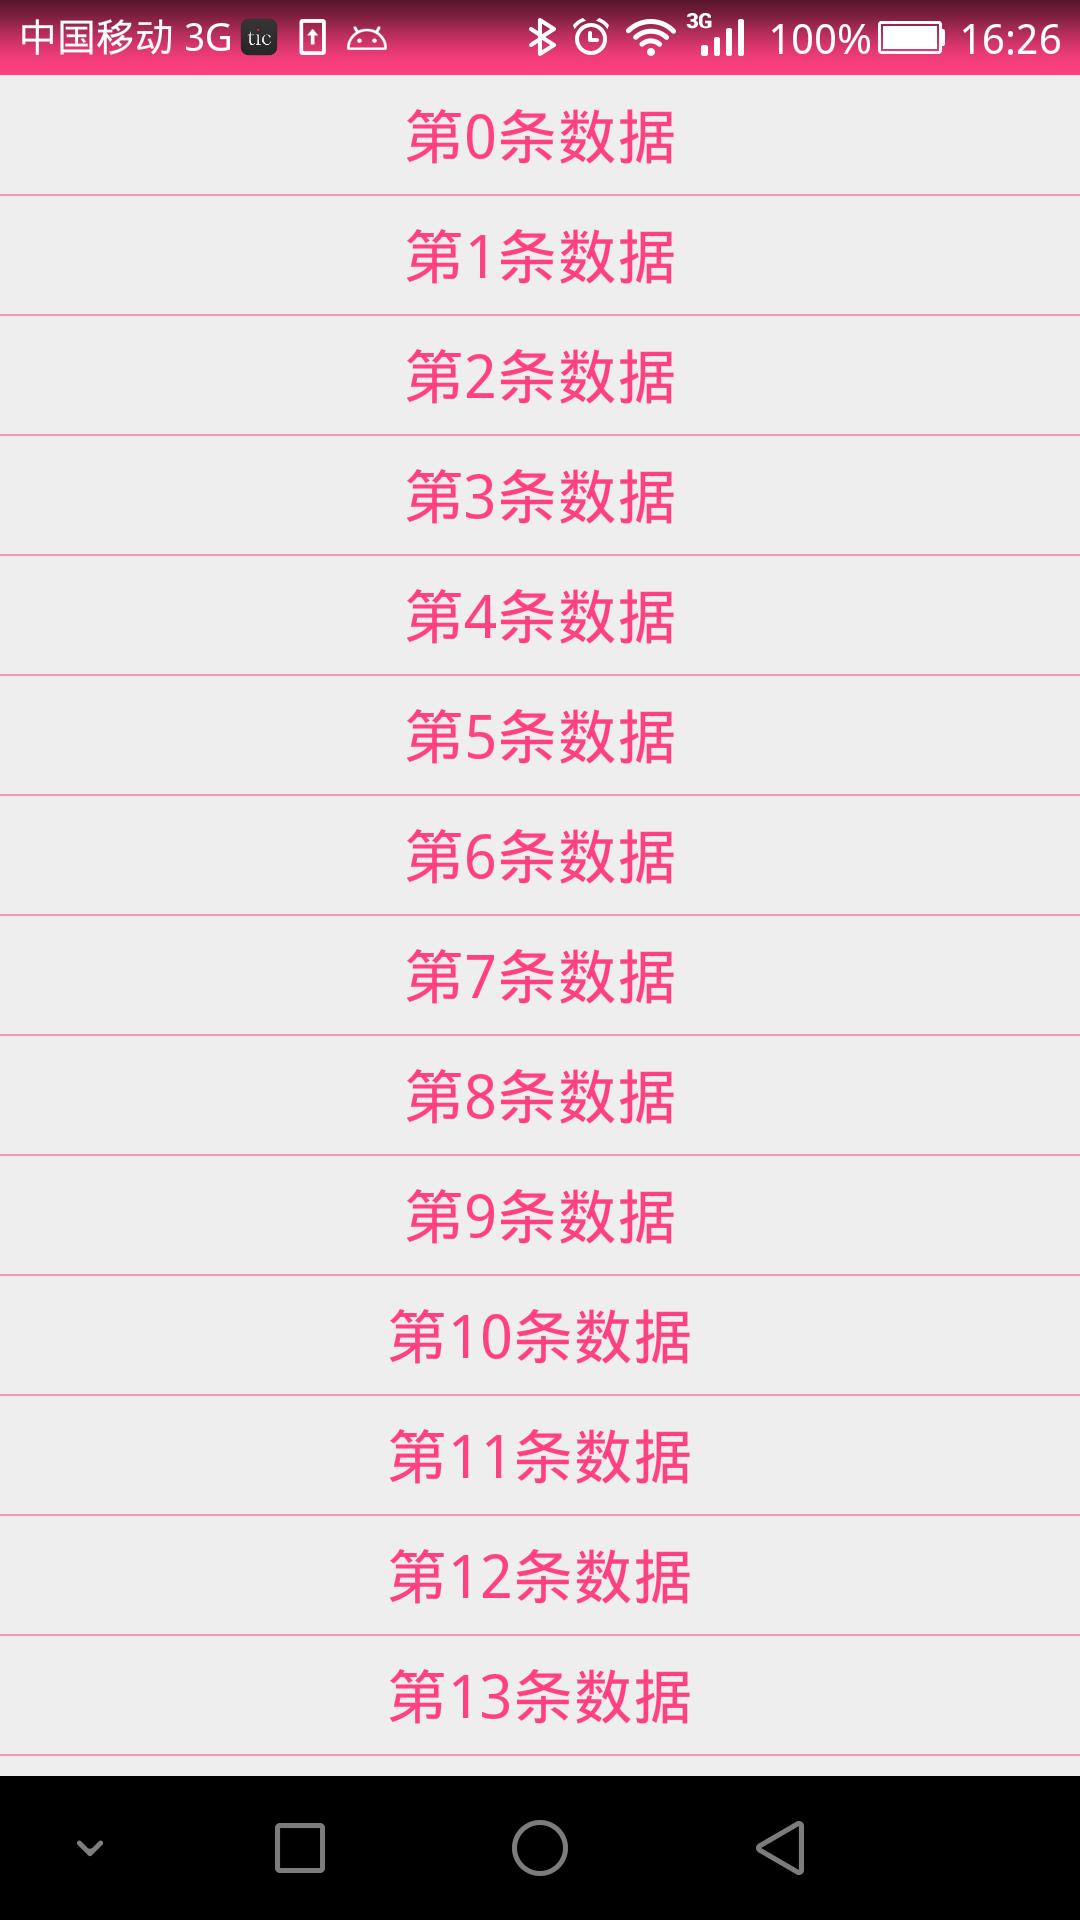 中国移动 3G tic 3G 100% 16:26
第0条数据
第1条数据
第2条数据
第3条数据
第4条数据
第5条数据
第6条数据
第7条数据
第8条数据
第9条数据
第10条数据
第11条数据
第12条数据
第13条数据